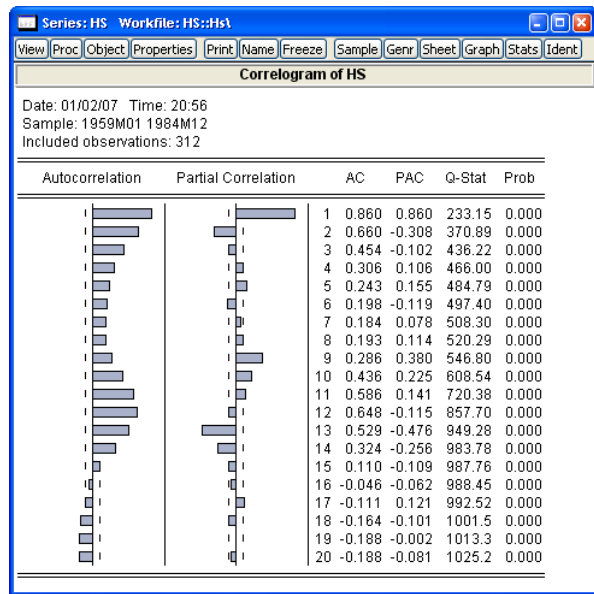 Series: HS Workfile: HS::Hs\
View Proc Object Properties Print Name Freeze Sample Genr Sheet Graph Stats Ident
Correlogram of HS
Date: 01/02/07 Time: 20:56
Sample: 1959M01 1984M12
Included observations: 312
Autocorrelation Partial Correlation AC PAC Q-Stat Prob
1 0.860 0.860 233.15 0.000
2 0.660 -0.308 370.89 0.000
3 0.454 -0.102 436.22 0.000
4 0.306 0.106 466.00 0.000
5 0.243 0.155 484.79 0.000
6 0.198 -0.119 497.40 0.000
7 0.184 0.078 508.30 0.000
8 0.193 0.114 520.29 0.000
9 0.286 0.380 546.80 0.000
10 0.436 0.225 608.54 0.000
11 0.586 0.141 720.38 0.000
12 0.648 -0.115 857.70 0.000
13 0.529 -0.476 949.28 0.000
14 0.324 -0.256 983.78 0.000
15 0.110 -0.109 987.76 0.000
16 -0.046 -0.062 988.45 0.000
17 -0.111 0.121 992.52 0.000
18 -0.164 -0.101 1001.5 0.000
19 -0.188 -0.002 1013.3 0.000
20 -0.188 -0.081 1025.2 0.000